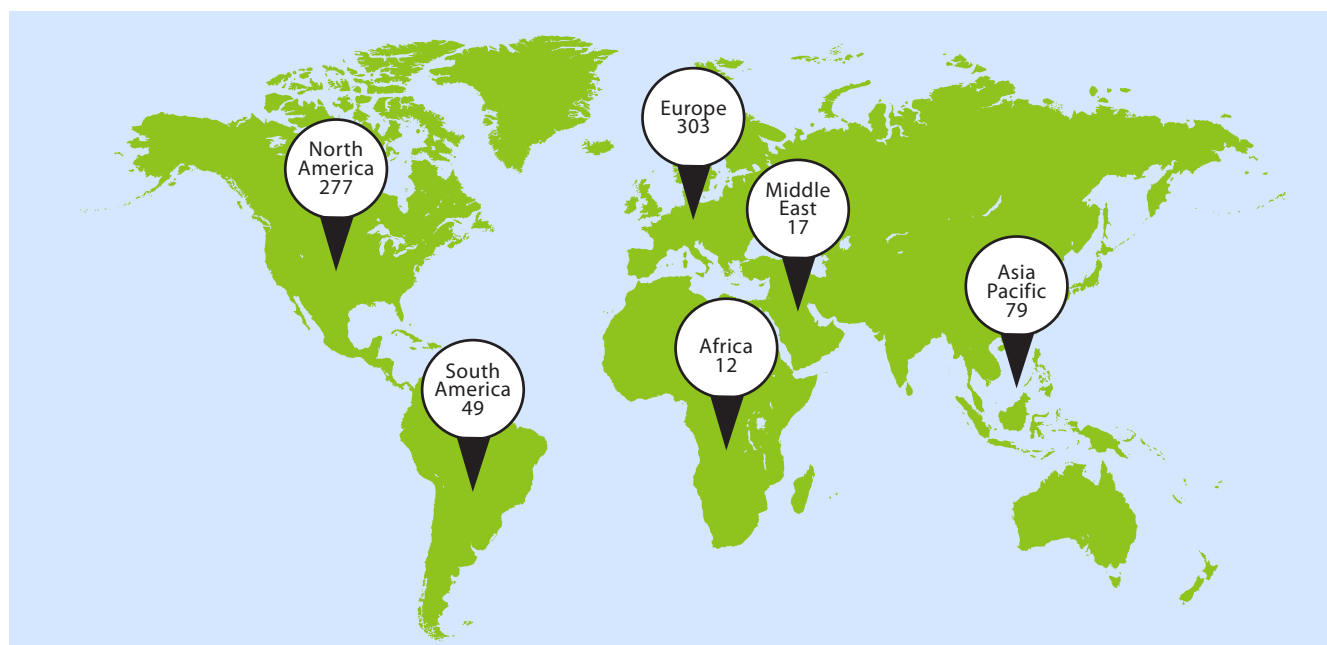 North
America
277
Europe
303
Middle
East
17
Asia
Pacific
79
Africa
12
South
America
49